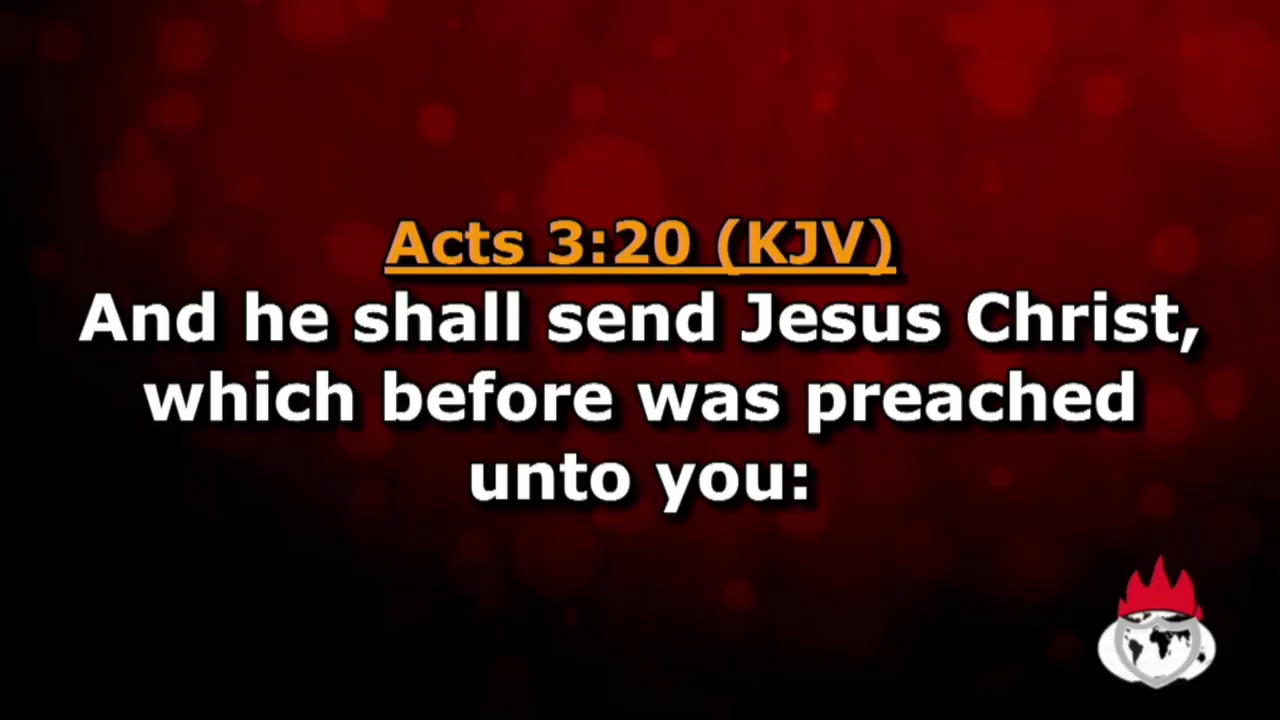 Acts 3:20 (KJV)
And he shall send Jesus Christ,
which before was preached
unto you: